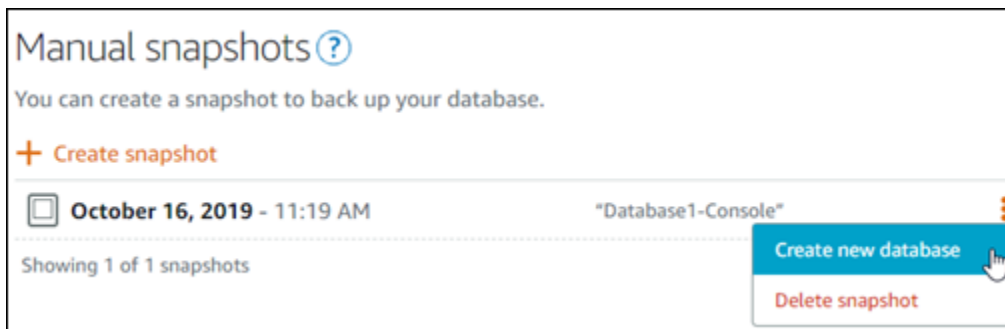 Manual snapshots ?
You can create a snapshot to back up your database.
+ Create snapshot
October 16, 2019 - 11:19 AM "Database1-Console"
Create new database
Showing 1 of 1 snapshots
Delete snapshot